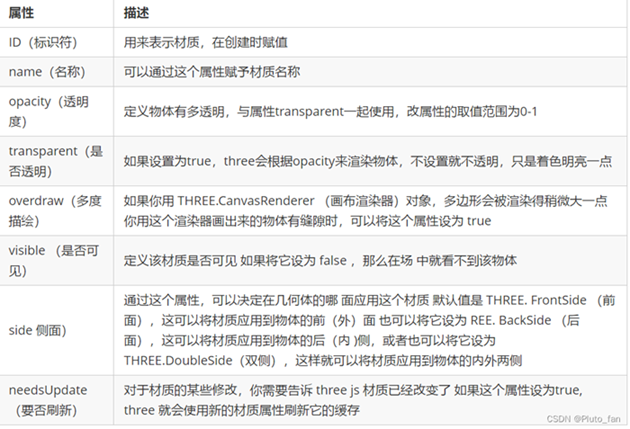 属性 描述
ID（标识符） 用来表示材质，在创建时赋值
name（名称） 可以通过这个属性赋予材质名称
opacity（透明
度） 定义物体有多透明，与属性transparent一起使用，改属性的取值范围为0-1
transparent（是
否透明） 如果设置为true，three会根据opacity来渲染物体，不设置就不透明，只是着色明亮一点
overdraw（多度
描绘） 如果你用 THREE.CanvasRenderer （画布渲染器）对象，多边形会被渲染得稍微大一点
你用这个渲染器画出来的物体有缝隙时，可以将这个属性设为 true
visible （是否可
见） 定义该材质是否可见 如果将它设为 false ，那么在场 中就看不到该物体
side 侧面） 通过这个属性，可以决定在几何体的哪 面应用这个材质 默认值是 THREE. FrontSide （前
面），这可以将材质应用到物体的前（外）面 也可以将它设为 REE. BackSide （后
面），这可以将材质应用到物体的后（内 )侧，或者也可以将它设为
THREE.DoubleSide（双侧），这样就可以将材质应用到物体的内外两侧
needsUpdate
（要否刷新） 对于材质的某些修改，你需要告诉 three js 材质已经改变了 如果这个属性设为true,
three 就会使用新的材质属性刷新它的缓存
CSDN @Pluto_fan